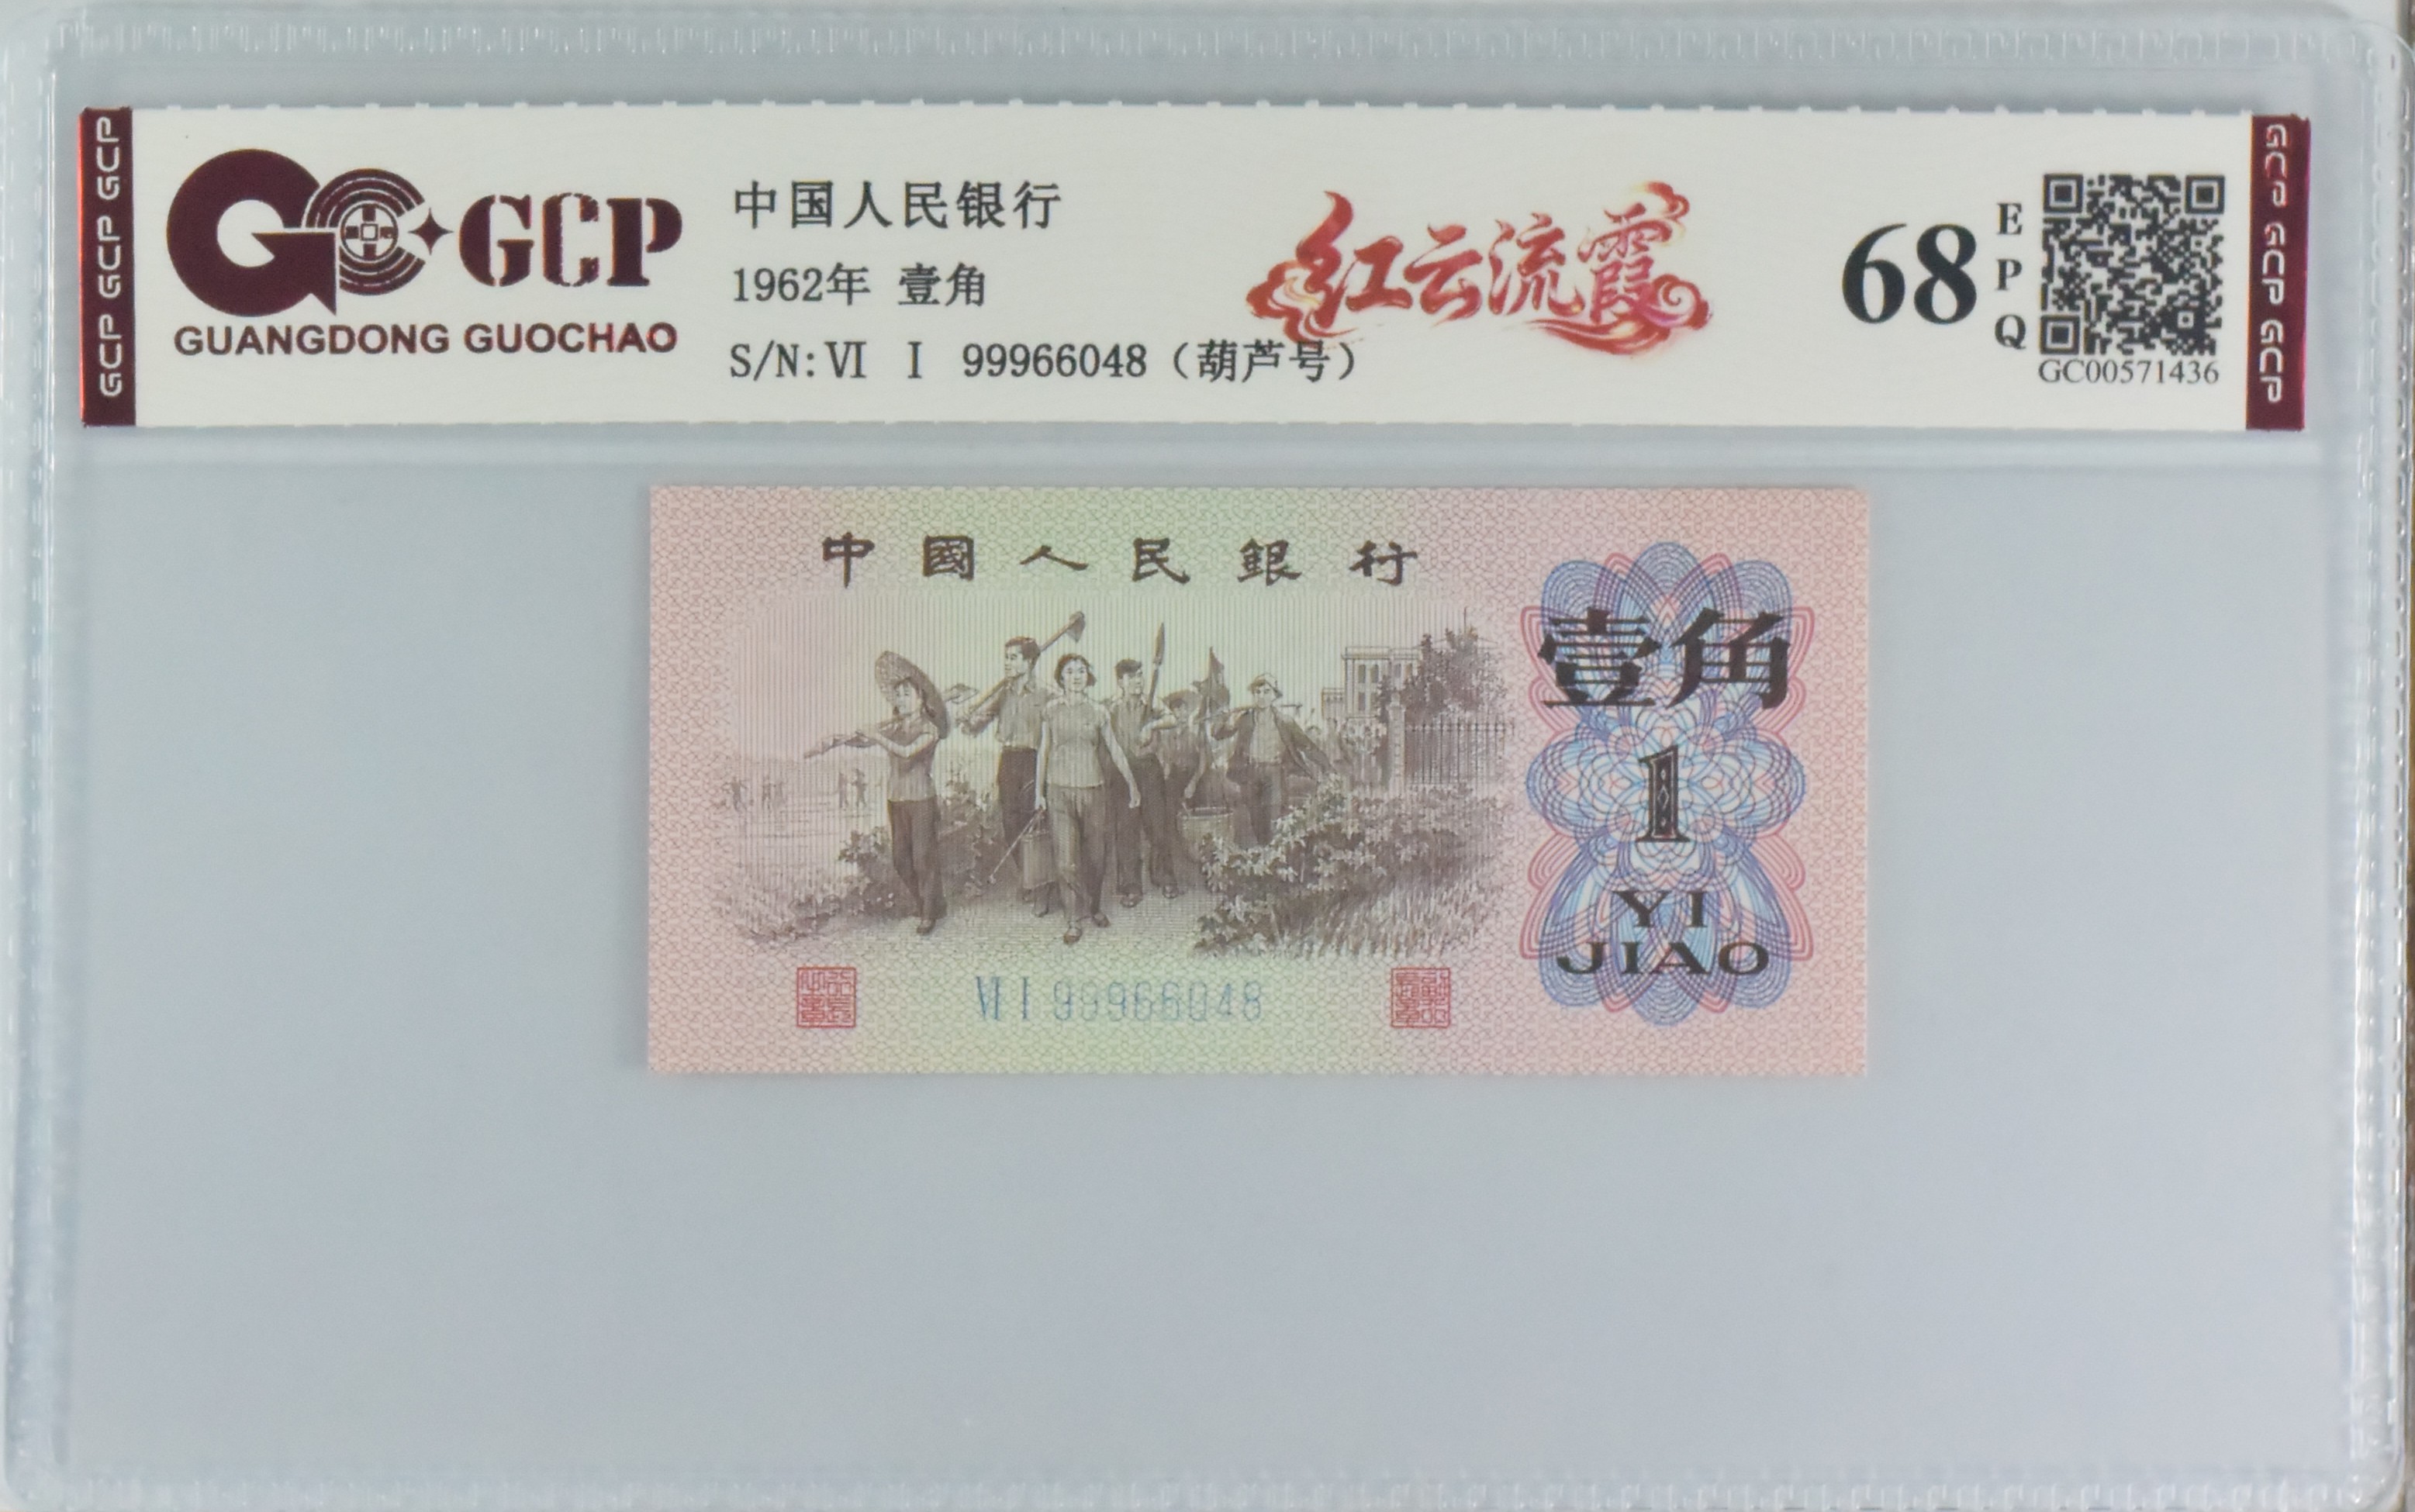 GCP GCP GCP
GCP
GUANGDONG GUOCHAO
中国人民银行
1962年 壹角
S/N: Ⅵ Ⅰ 99966048（葫芦号）
红云流霞
68
E
P
Q
GC00571436
GCP GCP GCP
中國人民銀行
壹角
1
YI
JIAO
Ⅵ Ⅰ 99966048